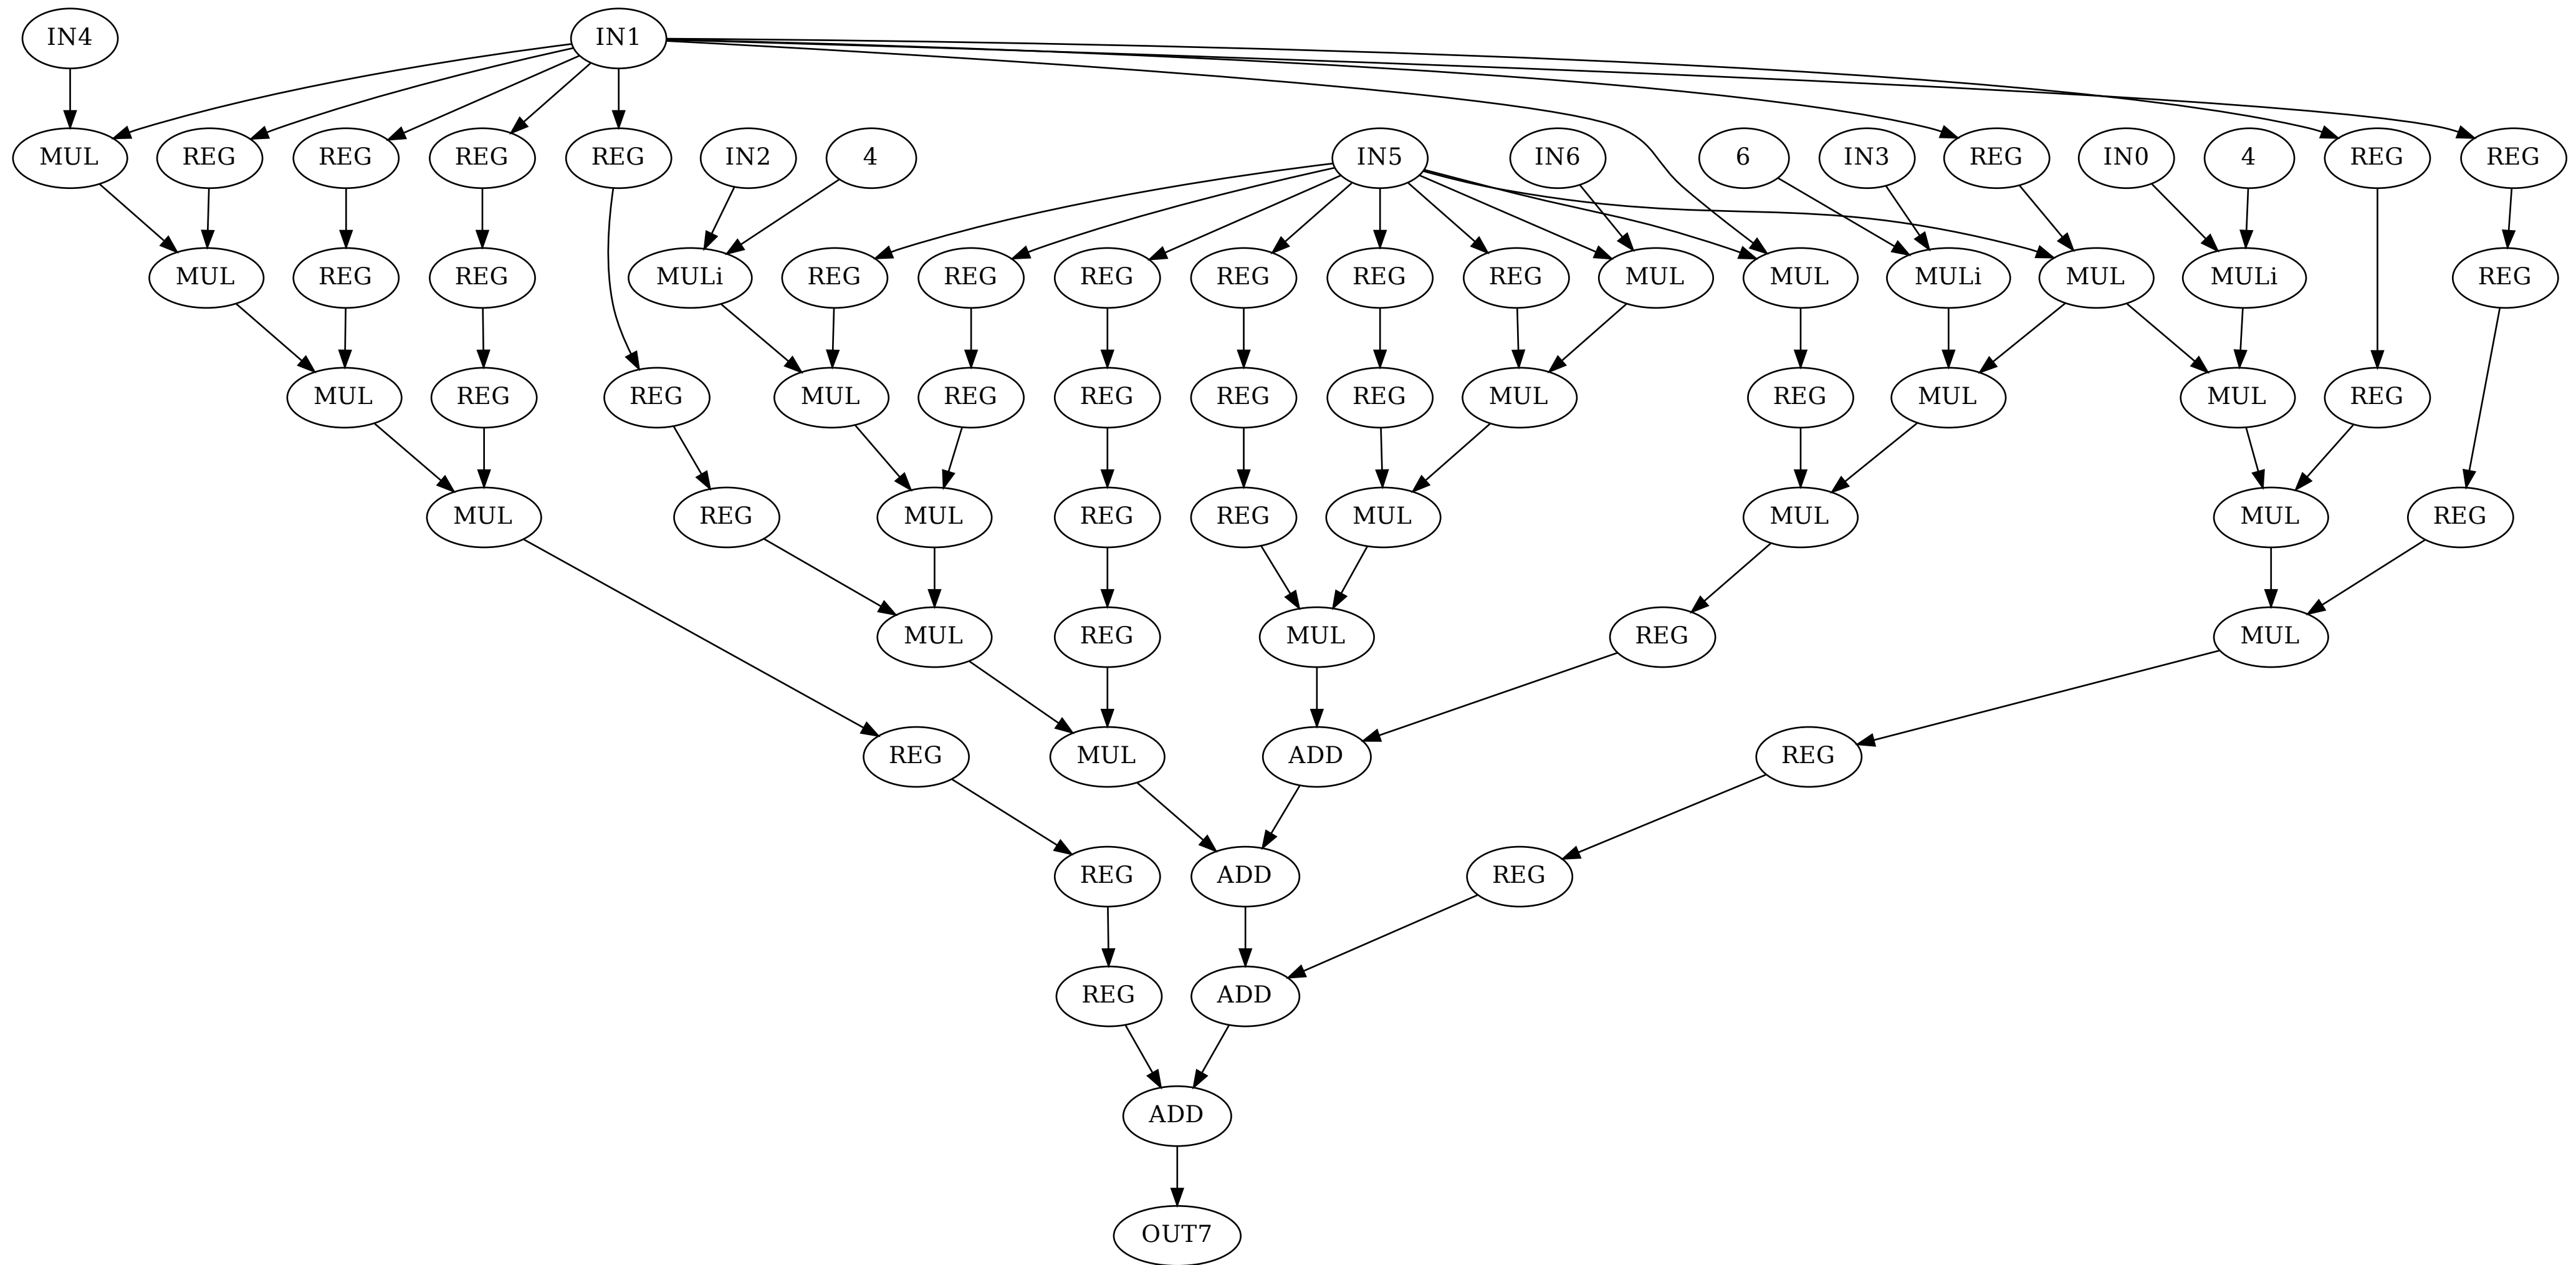 IN4 IN1
MUL REG REG REG REG IN2 4 IN5 IN6 6 IN3 REG IN0 4 REG REG
MUL REG REG MULi REG REG REG REG REG REG MUL MUL MULi MUL MULi REG
MUL REG REG MUL REG REG REG REG MUL REG MUL MUL REG
MUL REG MUL REG REG MUL MUL MUL REG
MUL REG MUL REG MUL
REG MUL ADD REG
REG ADD REG
REG ADD
ADD
OUT7